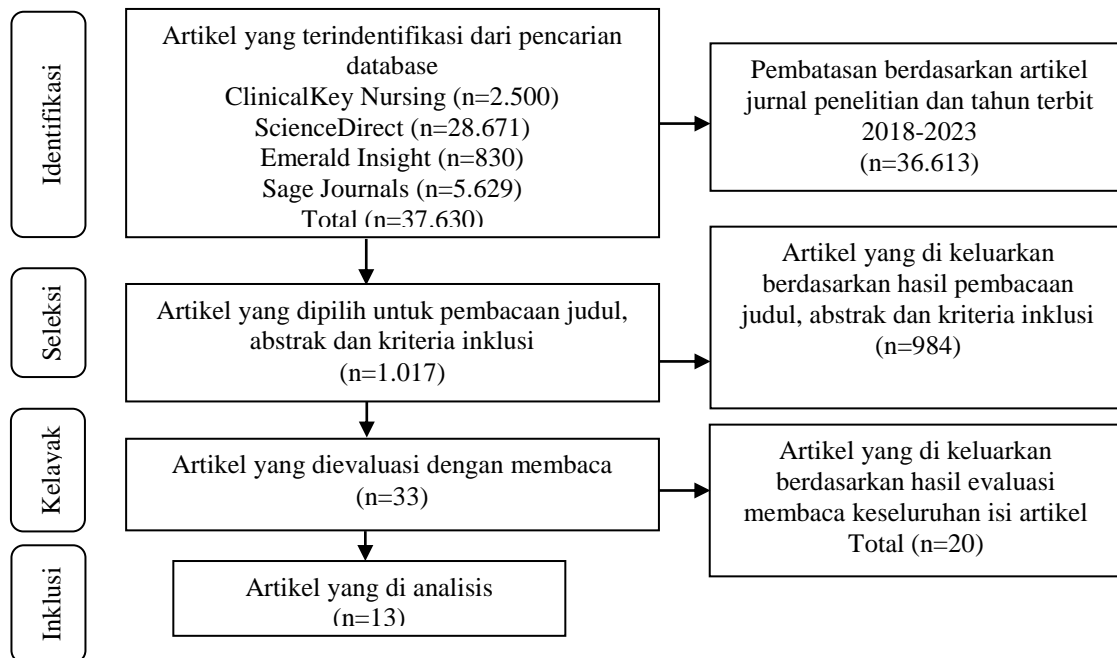 Identifikasi
Artikel yang terindentifikasi dari pencarian
database
ClinicalKey Nursing (n=2.500)
ScienceDirect (n=28.671)
Emerald Insight (n=830)
Sage Journals (n=5.629)
Total (n=37.630)
Pembatasan berdasarkan artikel
jurnal penelitian dan tahun terbit
2018-2023
(n=36.613)
Seleksi
Artikel yang dipilih untuk pembacaan judul,
abstrak dan kriteria inklusi
(n=1.017)
Artikel yang di keluarkan
berdasarkan hasil pembacaan
judul, abstrak dan kriteria inklusi
(n=984)
Kelayak
Artikel yang dievaluasi dengan membaca
(n=33)
Artikel yang di keluarkan
berdasarkan hasil evaluasi
membaca keseluruhan isi artikel
Total (n=20)
Inklusi
Artikel yang di analisis
(n=13)